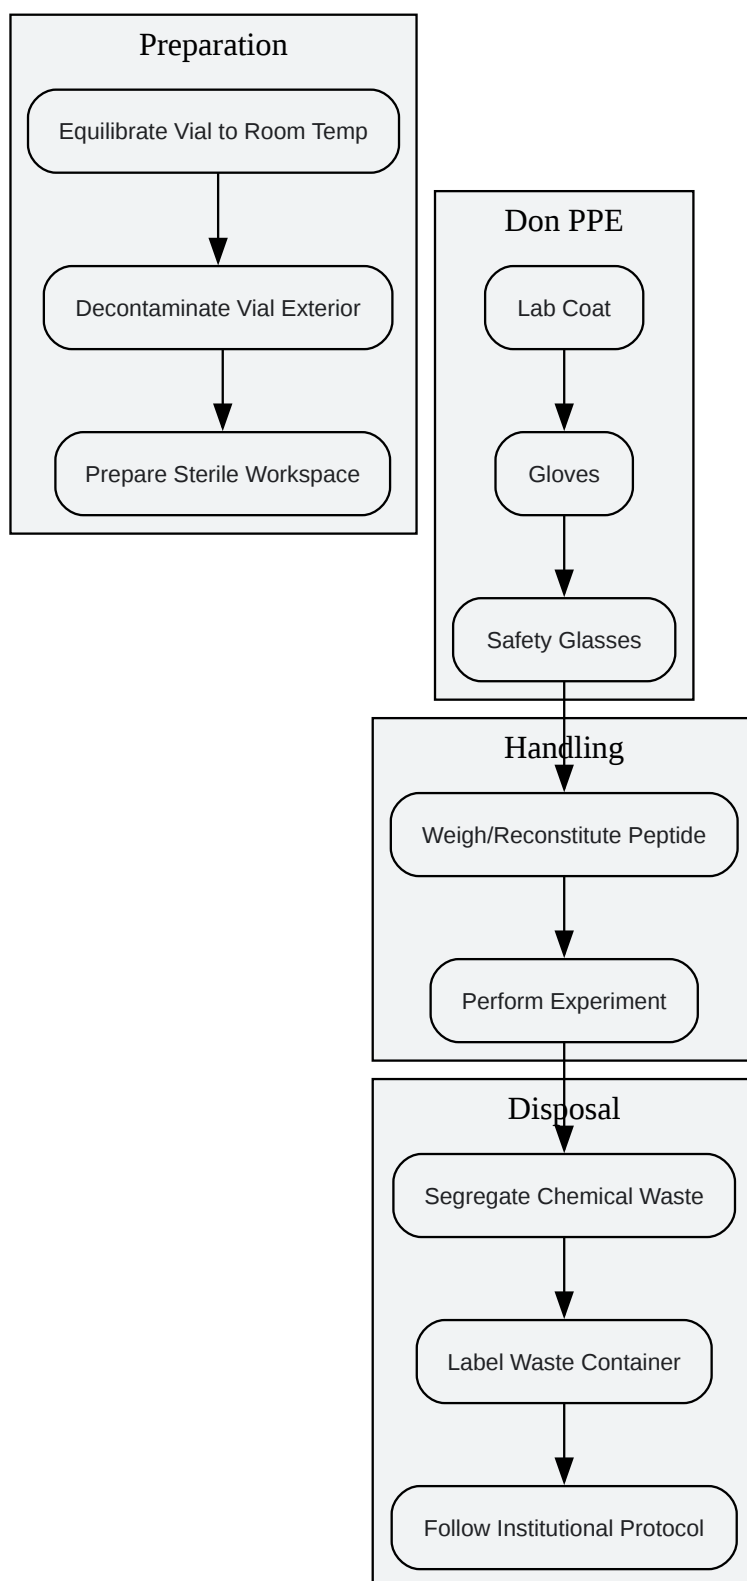 Preparation
Equilibrate Vial to Room Temp
Decontaminate Vial Exterior
Prepare Sterile Workspace
Don PPE
Lab Coat
Gloves
Safety Glasses
Handling
Weigh/Reconstitute Peptide
Perform Experiment
Disposal
Segregate Chemical Waste
Label Waste Container
Follow Institutional Protocol